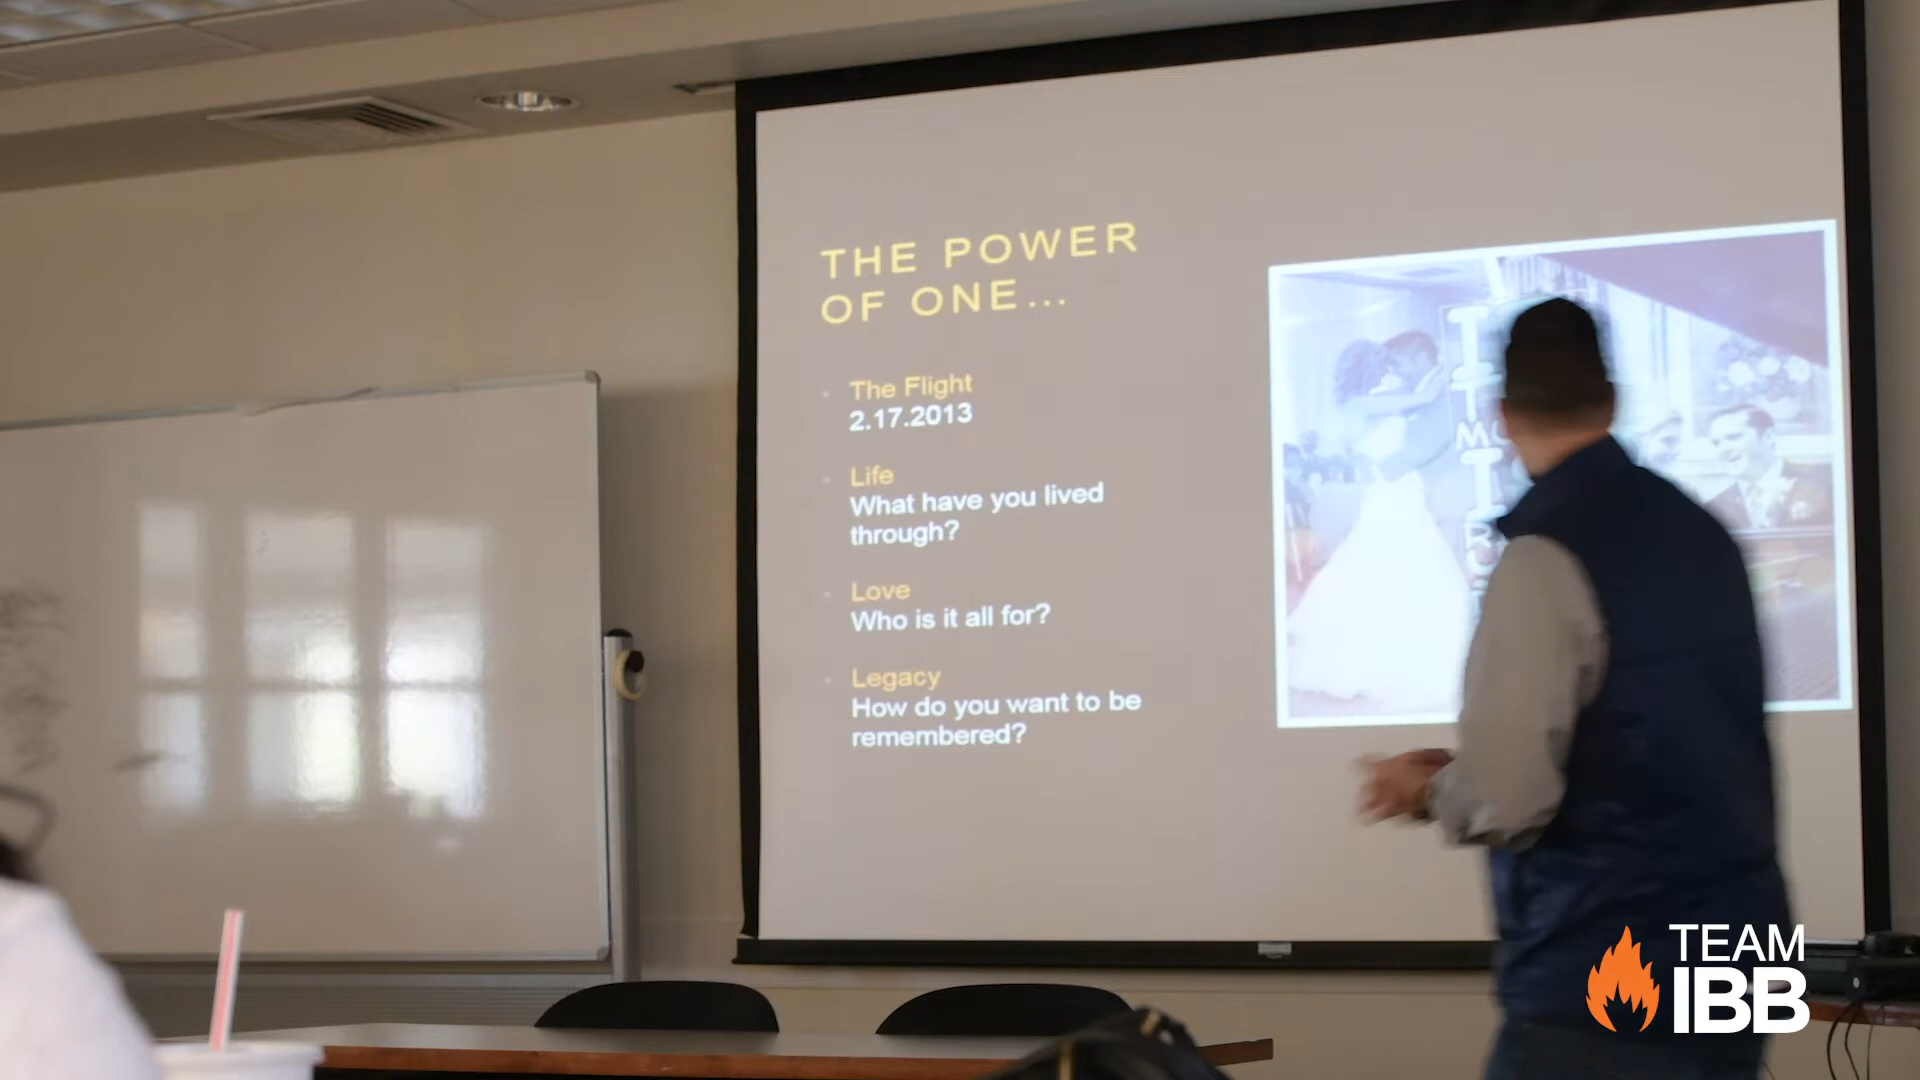 THE POWER
OF ONE...
The Flight
2.17.2013
Life
What have you lived
through?
Love
Who is it all for?
Legacy
How do you want to be
remembered?
TEAM
IBB